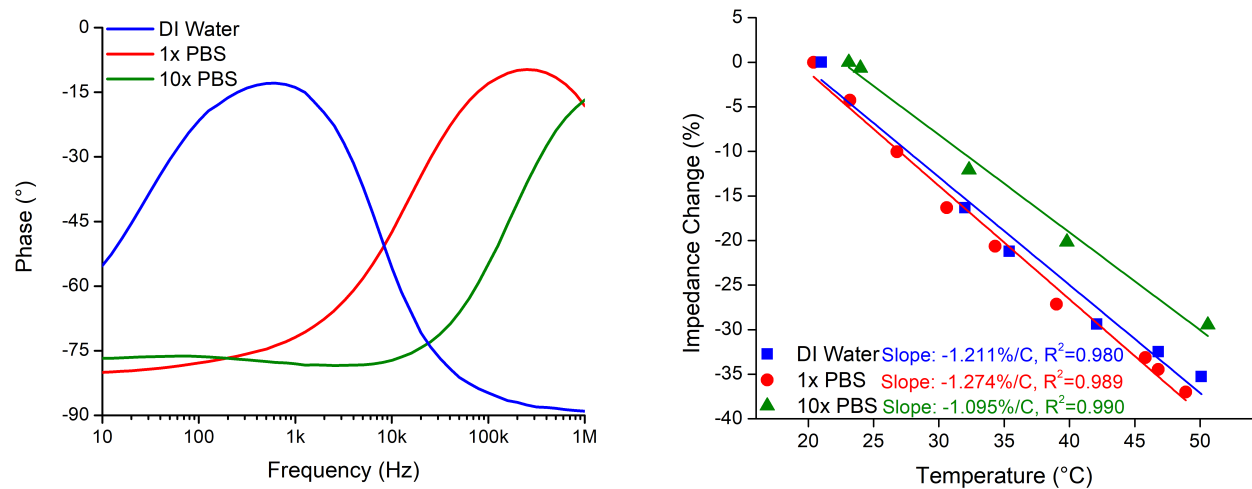 0
-15
-30
-45
-60
-75
-90
Phase (°)
DI Water
1x PBS
10x PBS
10 100 1k 10k 100k 1M
Frequency (Hz)
5
0
-5
-10
-15
-20
-25
-30
-35
-40
Impedance Change (%)
DI Water Slope: -1.211%/C, R²=0.980
1x PBS Slope: -1.274%/C, R²=0.989
10x PBS Slope: -1.095%/C, R²=0.990
20 25 30 35 40 45 50
Temperature (°C)